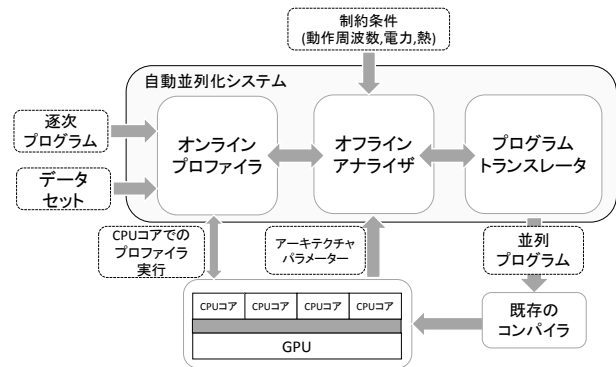 制約条件
(動作周波数,電力,熱)
自動並列化システム
逐次
プログラム
データ
セット
オンライン
プロファイラ
オフライン
アナライザ
プログラム
トランスレータ
CPUコアでの
プロファイラ
実行
アーキテクチャ
パラメーター
並列
プログラム
CPUコア CPUコア CPUコア CPUコア
GPU
既存の
コンパイラ